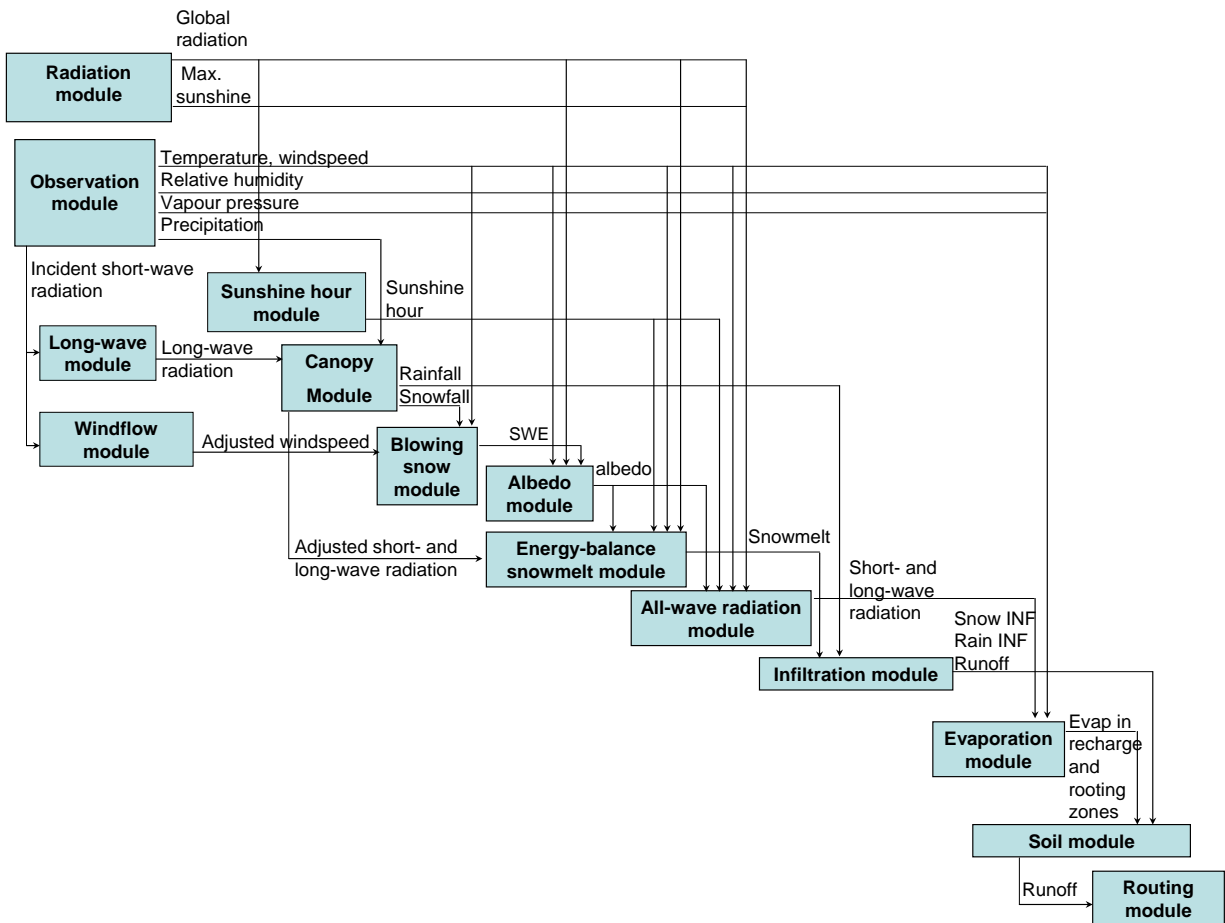 Global
radiation
Radiation
module
Max.
sunshine
Observation
module
Temperature, windspeed
Relative humidity
Vapour pressure
Precipitation
Incident short-wave
radiation
Sunshine hour
module
Sunshine
hour
Long-wave
module
Long-wave
radiation
Canopy
Module
Rainfall
Snowfall
Windflow
module
Adjusted windspeed
Blowing
snow
module
SWE
Albedo
module
albedo
Adjusted short- and
long-wave radiation
Energy-balance
snowmelt module
Snowmelt
All-wave radiation
module
Short- and
long-wave
radiation
Infiltration module
Snow INF
Rain INF
Runoff
Evaporation
module
Evap in
recharge
and
rooting
zones
Soil module
Runoff
Routing
module